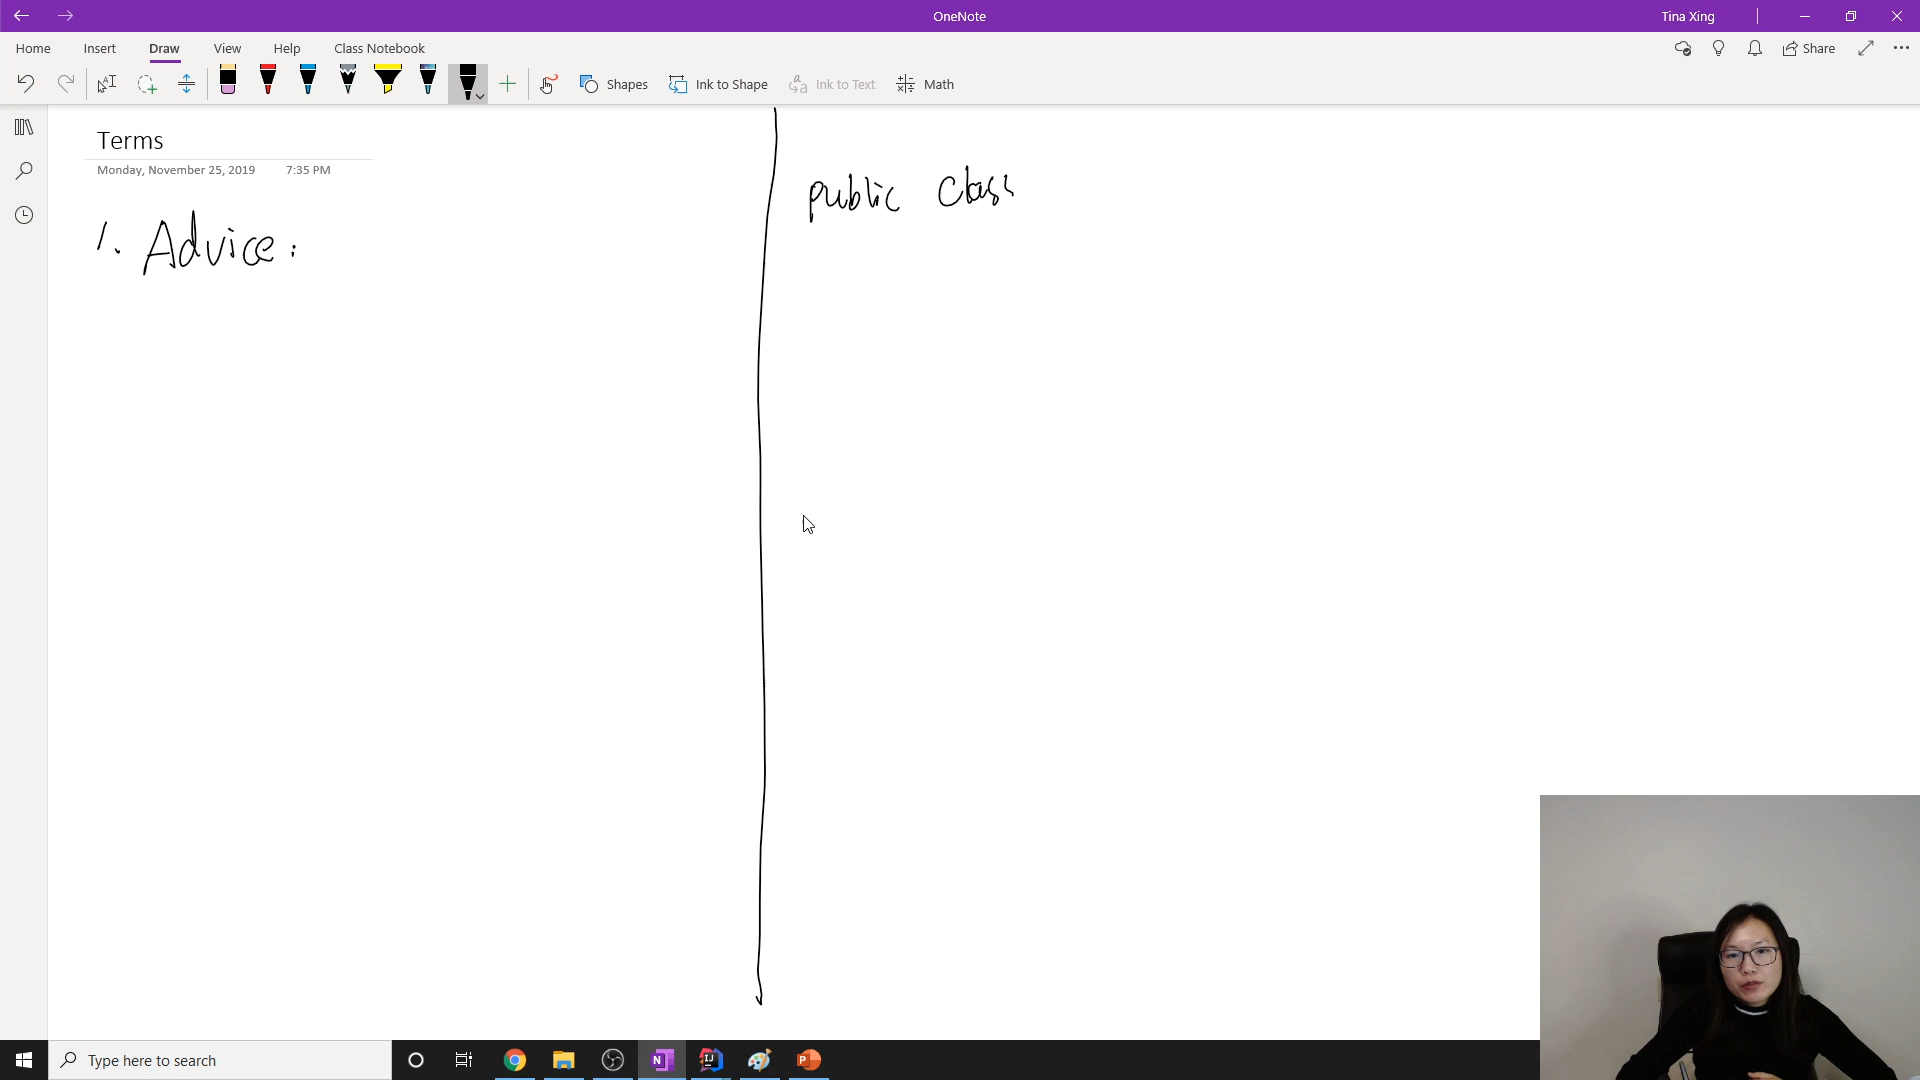 OneNote
Tina Xing
Home Insert Draw View Help Class Notebook
Share
Shapes Ink to Shape Ink to Text Math
Terms
Monday, November 25, 2019 7:35 PM
1. Advice:
public class
Type here to search